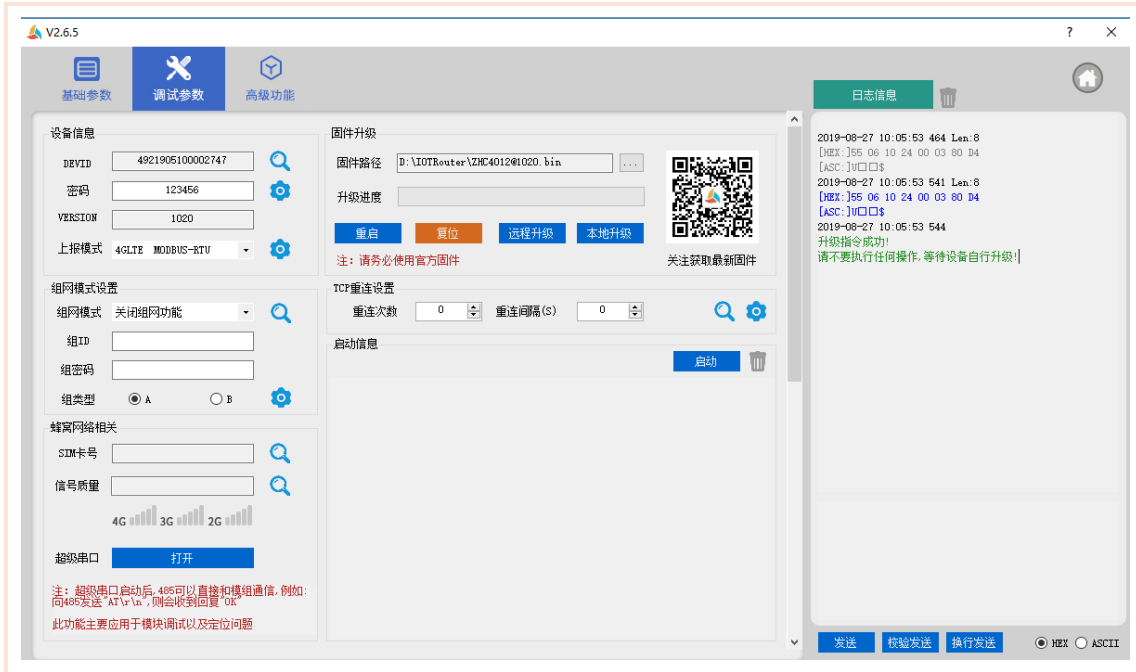 V2.6.5
?
基础参数
调试参数
高级功能
日志信息
设备信息
DEVID 4921905100002747
密码 123456
VERSION 1020
上报模式 4GLTE MODBUS-RTU
组网模式设置
组网模式 关闭组网功能
组ID
组密码
组类型 A B
蜂窝网络相关
SIM卡号
信号质量
4G 3G 2G
超级串口 打开
注: 超级串口启动后,485可以直接和模组通信,例如:
向485发送"AT\r\n",则会收到回复"OK"
此功能主要应用于模块调试以及定位问题
固件升级
固件路径 D:\IOTRouter\ZHC4012@1020.bin ...
升级进度
重启 复位 远程升级 本地升级
注: 请务必使用官方固件
关注获取最新固件
TCP重连设置
重连次数 0 重连间隔(S) 0
启动信息
启动
2019-08-27 10:05:53 464 Len:8
[HEX:]55 06 10 24 00 03 80 D4
[ASC:]U□□$
2019-08-27 10:05:53 541 Len:8
[HEX:]55 06 10 24 00 03 80 D4
[ASC:]U□□$
2019-08-27 10:05:53 544
升级指令成功!
请不要执行任何操作,等待设备自行升级!
发送 校验发送 换行发送 HEX ASCII